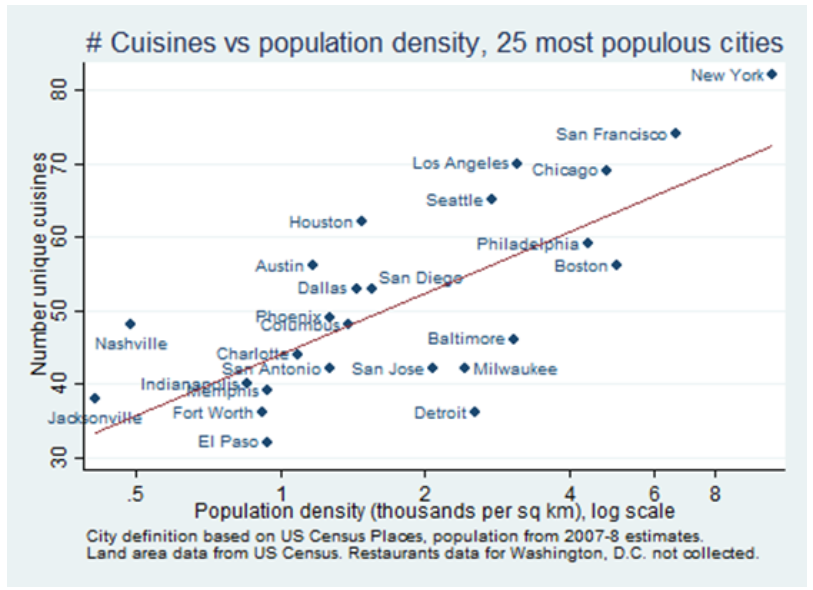 # Cuisines vs population density, 25 most populous cities
Number unique cuisines
80
70
60
50
40
30
New York
San Francisco
Los Angeles
Chicago
Seattle
Houston
Philadelphia
Austin
Boston
San Diego
Dallas
Phoenix
Columbus
Nashville
Baltimore
Charlotte
San Antonio
San Jose
Milwaukee
Indianapolis
Memphis
Jacksonville
Fort Worth
Detroit
El Paso
.5 1 2 4 6 8
Population density (thousands per sq km), log scale
City definition based on US Census Places, population from 2007-8 estimates.
Land area data from US Census. Restaurants data for Washington, D.C. not collected.